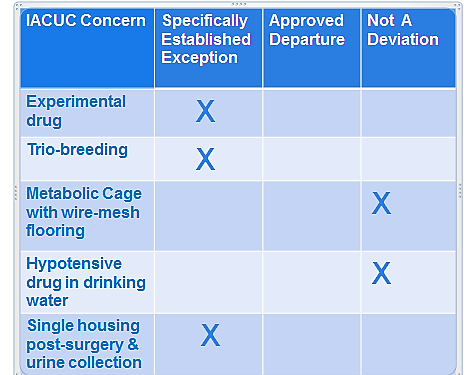 IACUC Concern Specifically Established Exception Approved Departure Not A Deviation
Experimental drug X
Trio-breeding X
Metabolic Cage with wire-mesh flooring X
Hypotensive drug in drinking water X
Single housing post-surgery & urine collection X